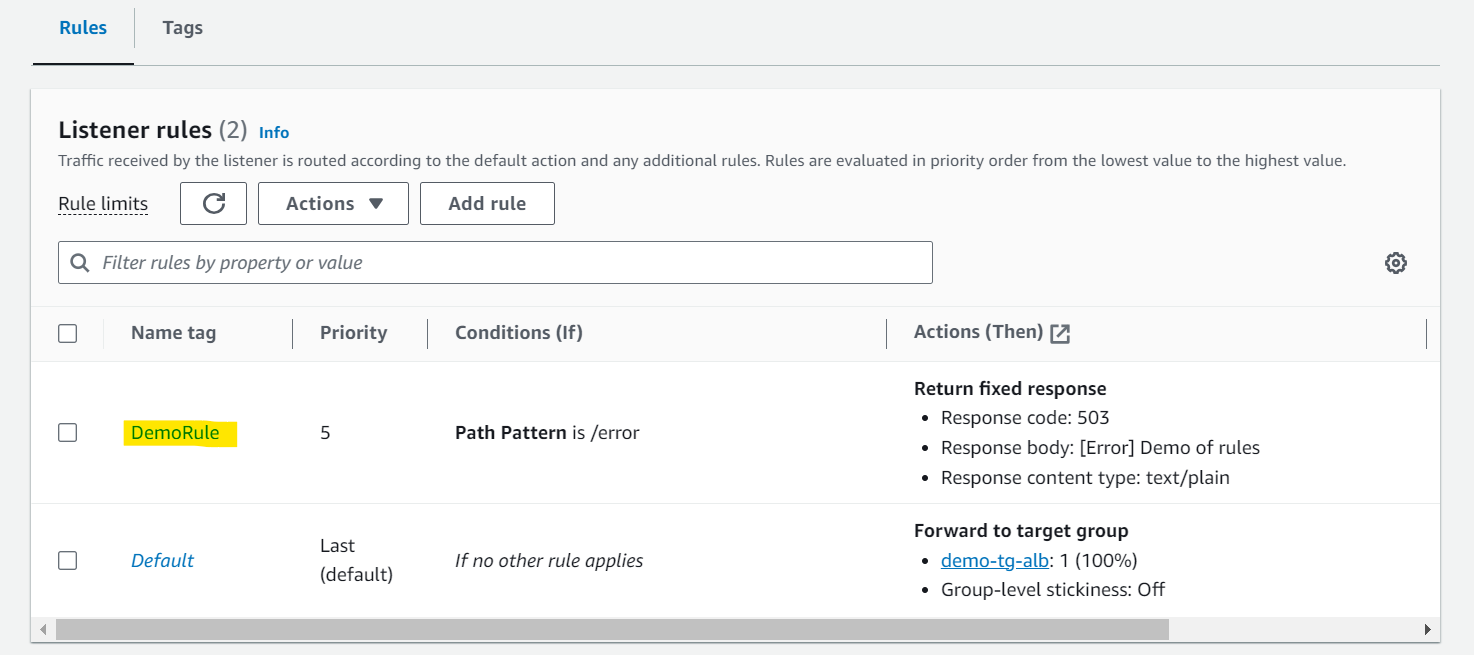 Rules Tags
Listener rules (2) Info
Traffic received by the listener is routed according to the default action and any additional rules. Rules are evaluated in priority order from the lowest value to the highest value.
Rule limits Actions Add rule
Filter rules by property or value
Name tag Priority Conditions (If) Actions (Then)
DemoRule 5 Path Pattern is /error
Return fixed response
• Response code: 503
• Response body: [Error] Demo of rules
• Response content type: text/plain
Default
Last
(default)
If no other rule applies
Forward to target group
• demo-tg-alb: 1 (100%)
• Group-level stickiness: Off